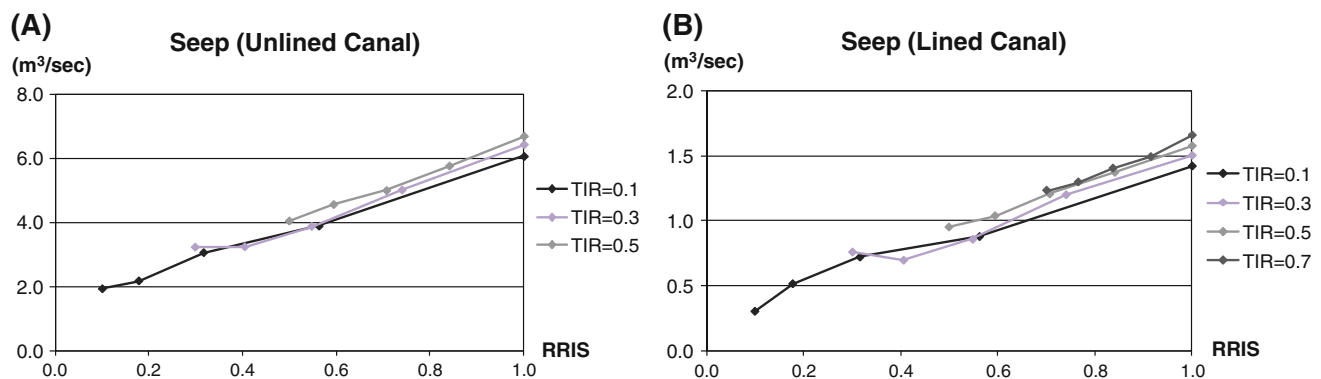 (A)
Seep (Unlined Canal)
(m³/sec)
8.0
6.0
4.0
2.0
0.0
0.0 0.2 0.4 0.6 0.8 1.0
RRIS
TIR=0.1
TIR=0.3
TIR=0.5
(B)
Seep (Lined Canal)
(m³/sec)
2.0
1.5
1.0
0.5
0.0
0.0 0.2 0.4 0.6 0.8 1.0
RRIS
TIR=0.1
TIR=0.3
TIR=0.5
TIR=0.7